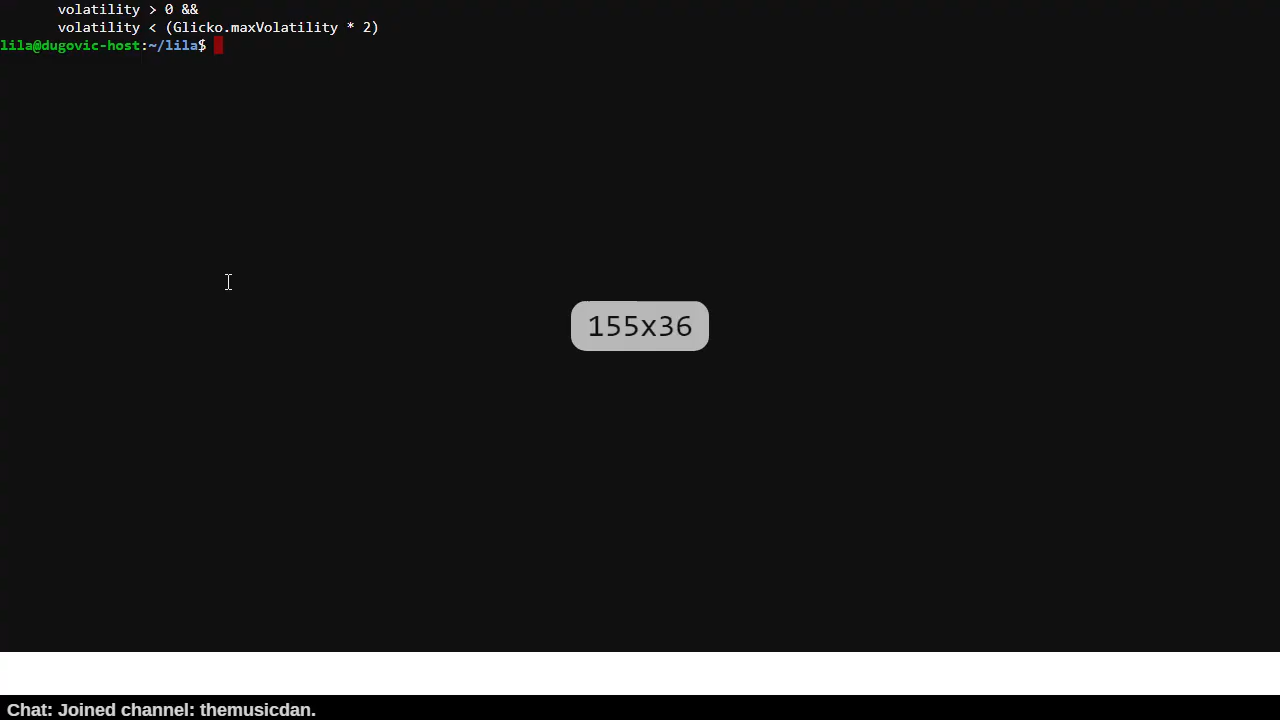 volatility > 0 &&
volatility < (Glicko.maxVolatility * 2)
lila@dugovic-host:~/lila$
155x36
Chat: Joined channel: themusicdan.